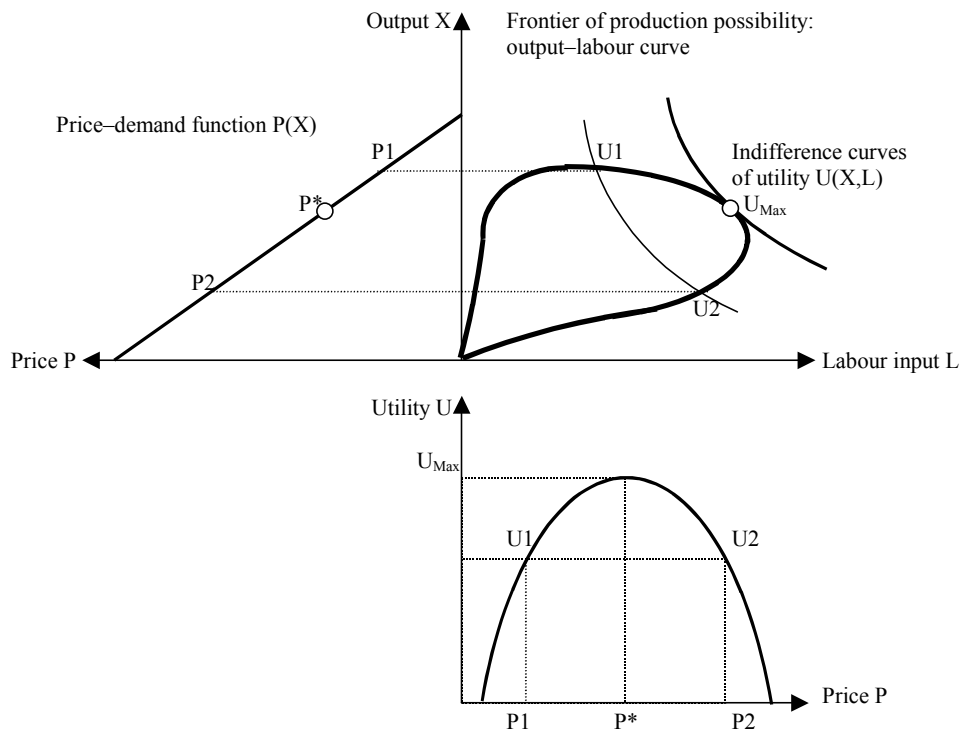 Output X
Frontier of production possibility:
output–labour curve
Price–demand function P(X)
P1
U1
Indifference curves
of utility U(X,L)
P*
UMax
P2
U2
Price P
Labour input L
Utility U
UMax
U1
U2
Price P
P1
P*
P2